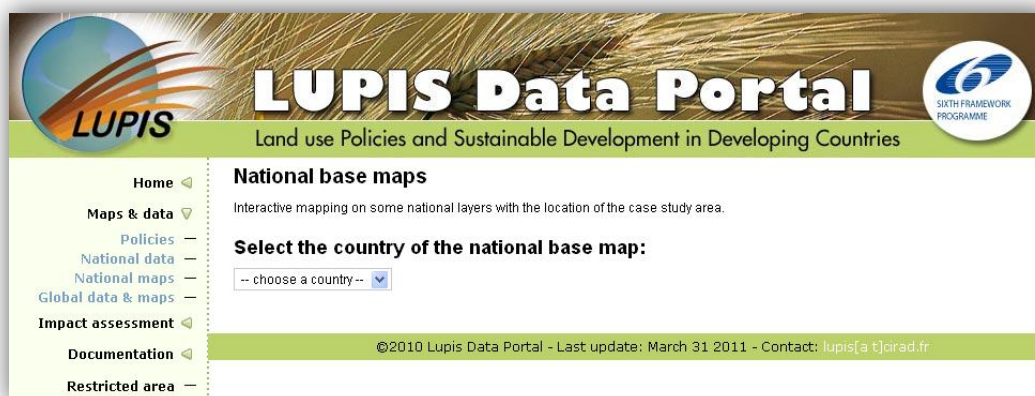 LUPIS
LUPIS Data Portal
Land use Policies and Sustainable Development in Developing Countries
6
SIXTH FRAMEWORK
PROGRAMME
Home
Maps & data
Policies
National data
National maps
Global data & maps
Impact assessment
Documentation
Restricted area
National base maps
Interactive mapping on some national layers with the location of the case study area.
Select the country of the national base map:
-- choose a country --
©2010 Lupis Data Portal - Last update: March 31 2011 - Contact: lupis[a t]cirad.fr